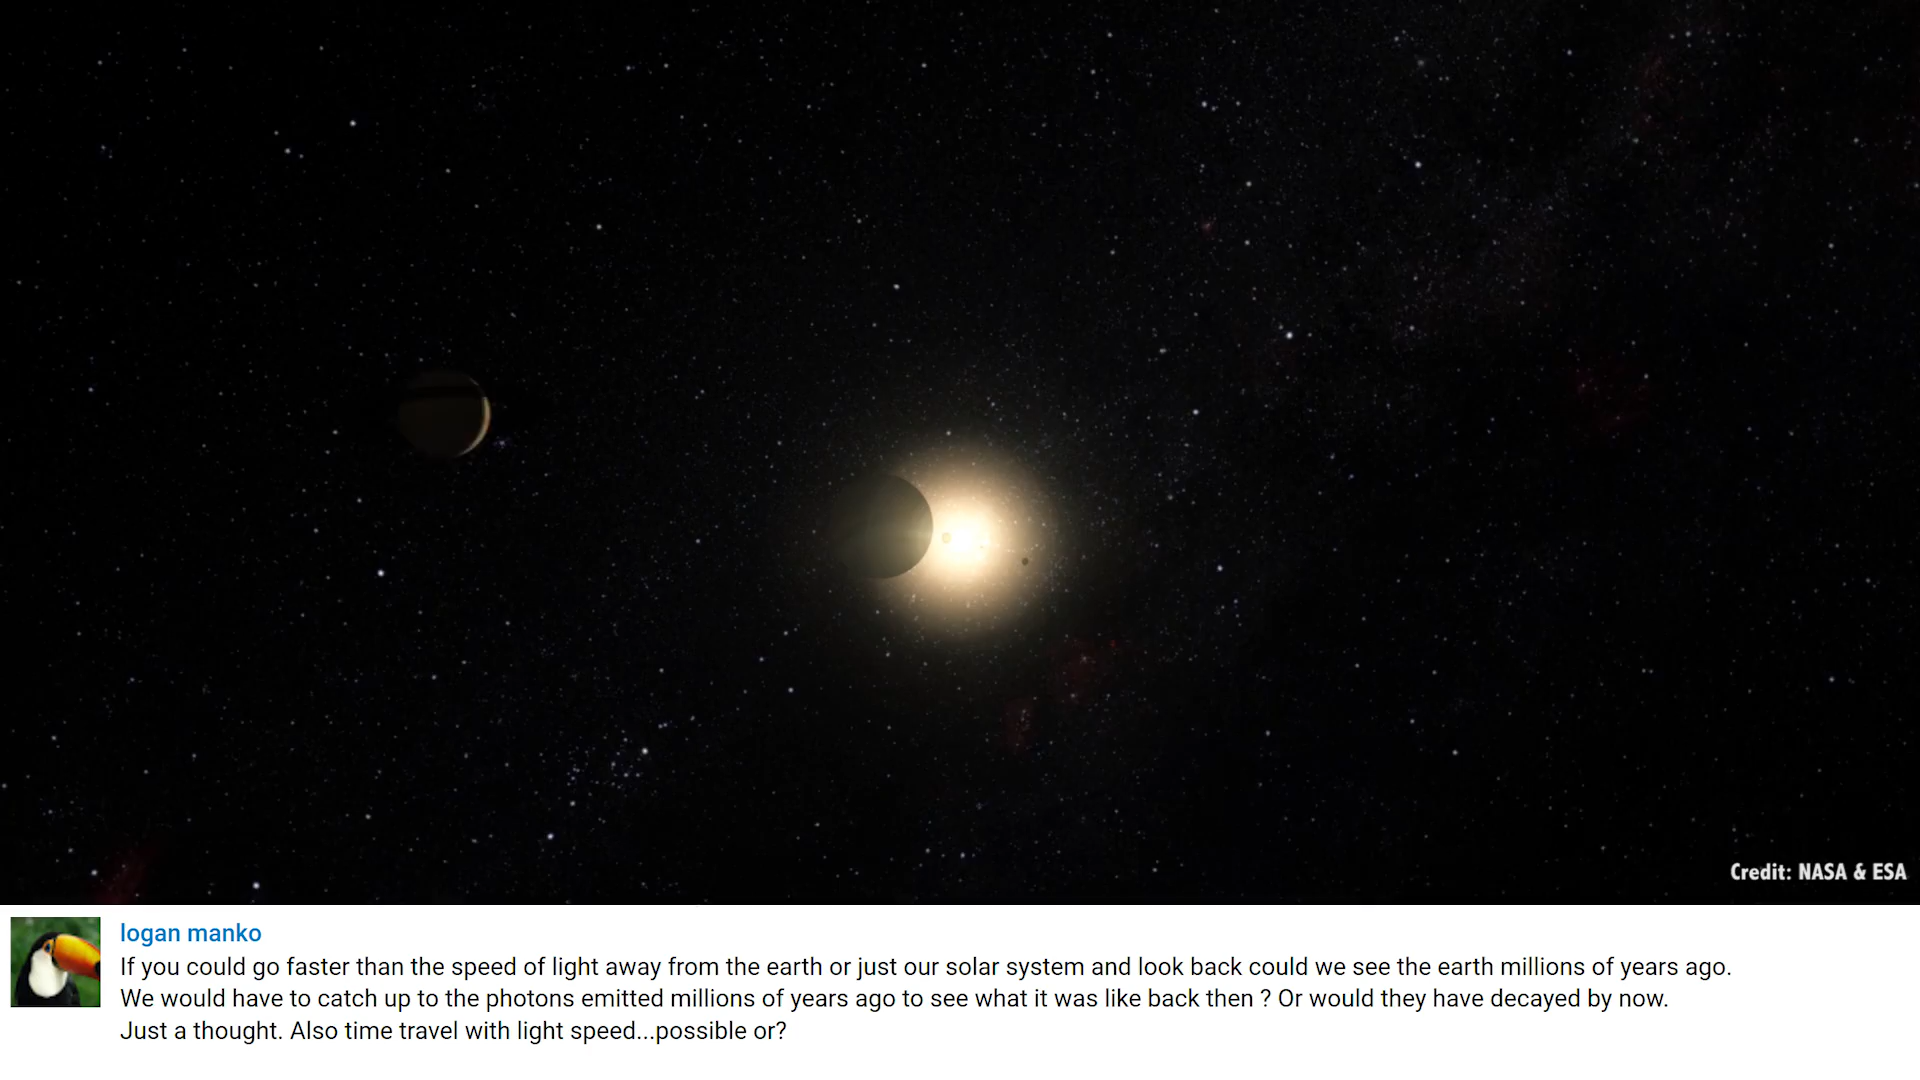 Credit: NASA & ESA
logan manko
If you could go faster than the speed of light away from the earth or just our solar system and look back could we see the earth millions of years ago.
We would have to catch up to the photons emitted millions of years ago to see what it was like back then ? Or would they have decayed by now.
Just a thought. Also time travel with light speed...possible or?